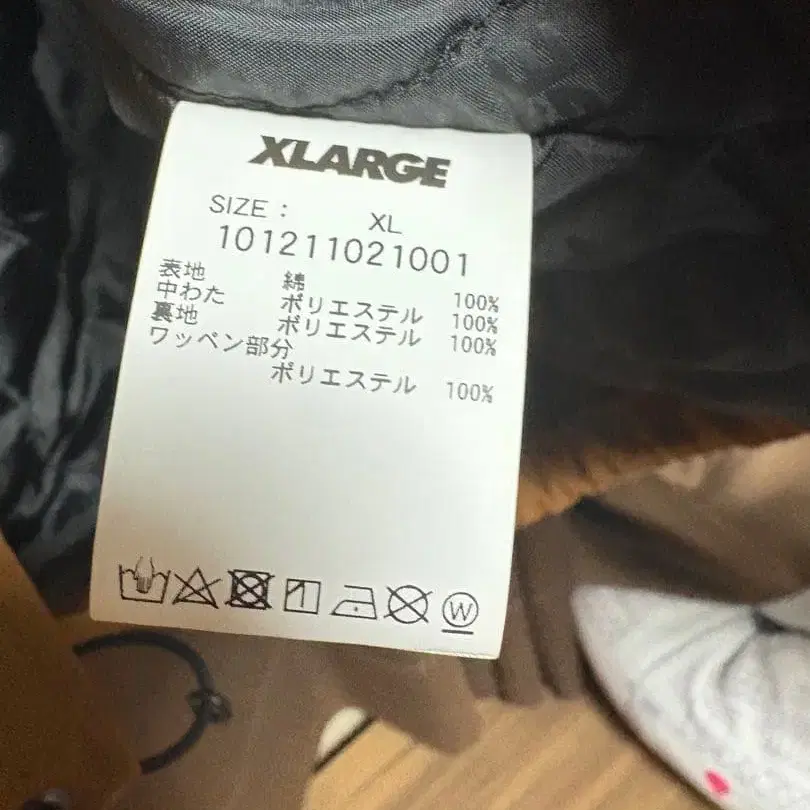 XLARGE
SIZE : XL
101211021001
表地 綿 100%
中わた ポリエステル 100%
裏地 ポリエステル 100%
ワッペン部分
ポリエステル 100%
W